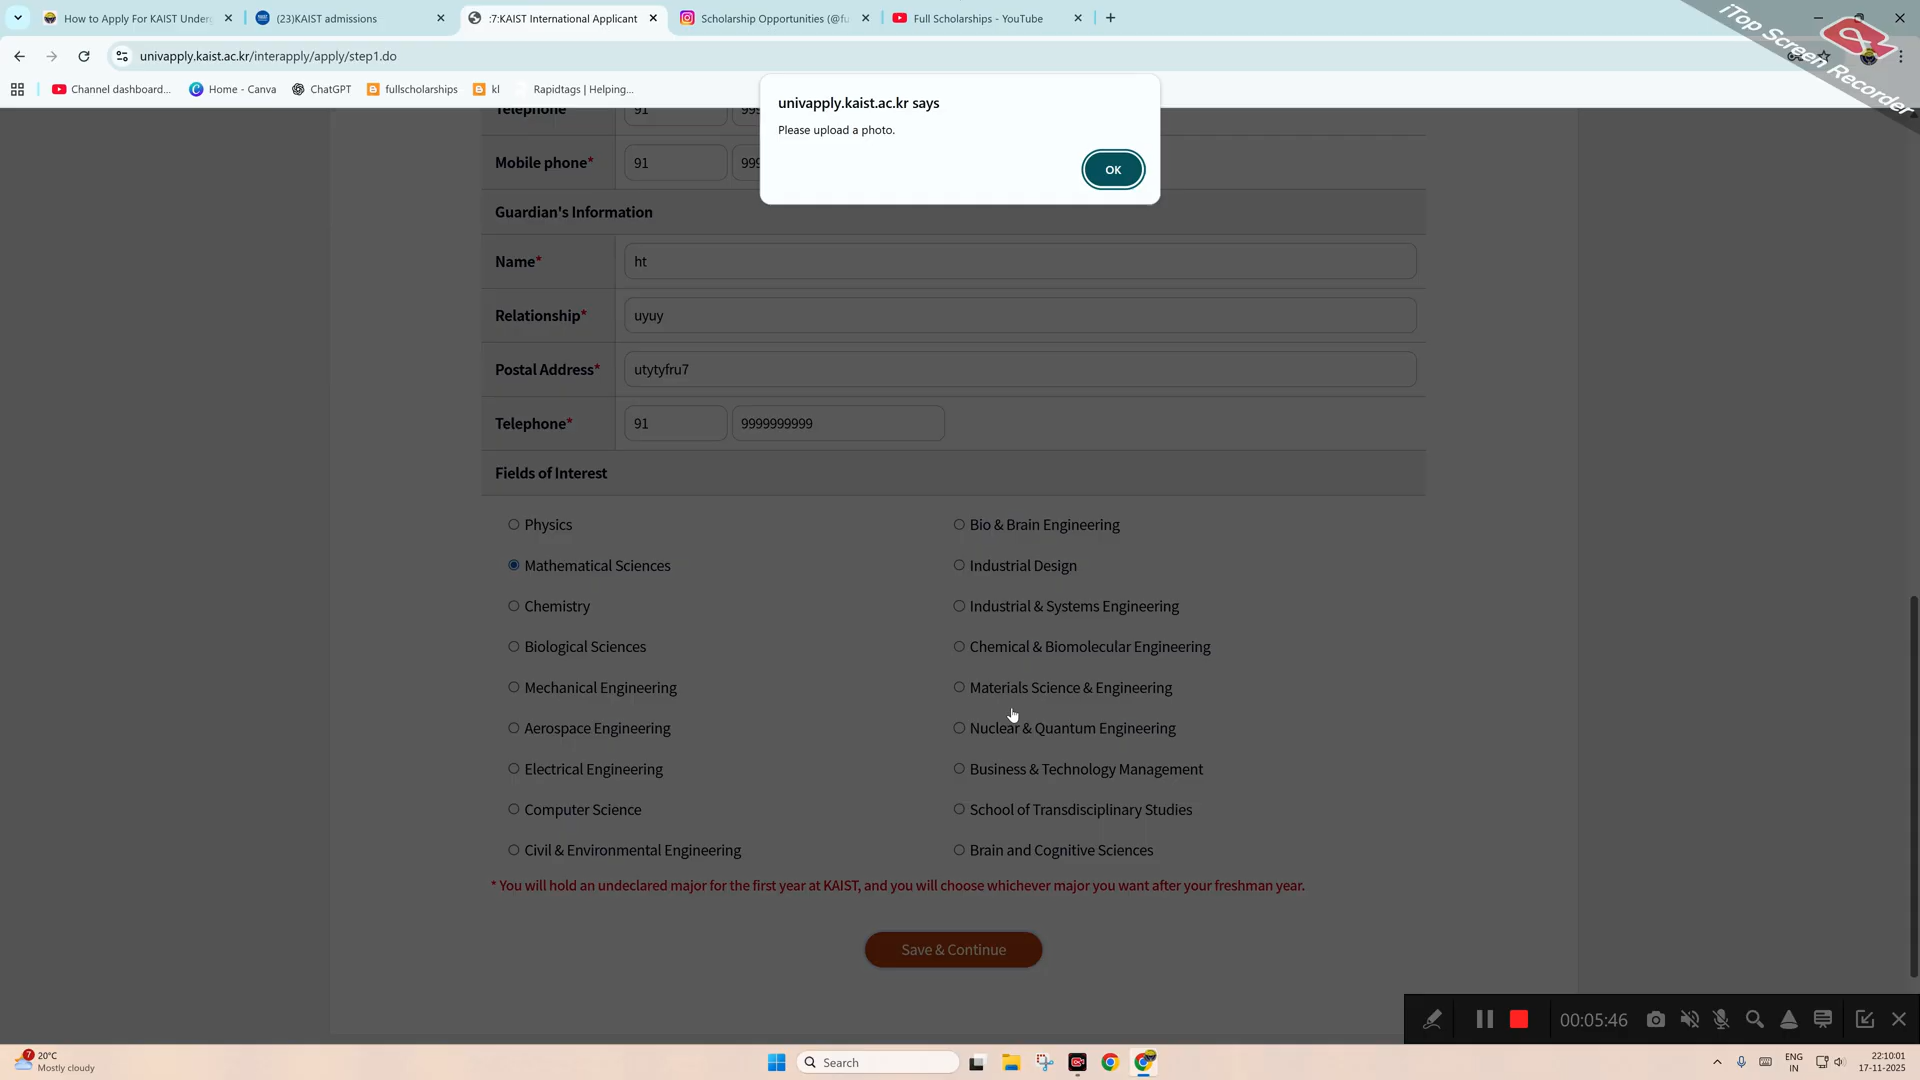 How to Apply For KAIST Underg
(23)KAIST admissions
:7:KAIST International Applicant
Scholarship Opportunities (@fu
Full Scholarships - YouTube
iTop Screen Recorder
univapply.kaist.ac.kr/interapply/apply/step1.do
Channel dashboard...
Home - Canva
ChatGPT
fullscholarships
kl
Rapidtags | Helping...
univapply.kaist.ac.kr says
Please upload a photo.
OK
Telephone
91
999
Mobile phone*
91
999
Guardian's Information
Name*
ht
Relationship*
uyuy
Postal Address*
utytyfru7
Telephone*
91
9999999999
Fields of Interest
Physics
Bio & Brain Engineering
Mathematical Sciences
Industrial Design
Chemistry
Industrial & Systems Engineering
Biological Sciences
Chemical & Biomolecular Engineering
Mechanical Engineering
Materials Science & Engineering
Aerospace Engineering
Nuclear & Quantum Engineering
Electrical Engineering
Business & Technology Management
Computer Science
School of Transdisciplinary Studies
Civil & Environmental Engineering
Brain and Cognitive Sciences
* You will hold an undeclared major for the first year at KAIST, and you will choose whichever major you want after your freshman year.
Save & Continue
00:05:46
7
20°C
Mostly cloudy
Search
ENG
IN
22:10:01
17-11-2025